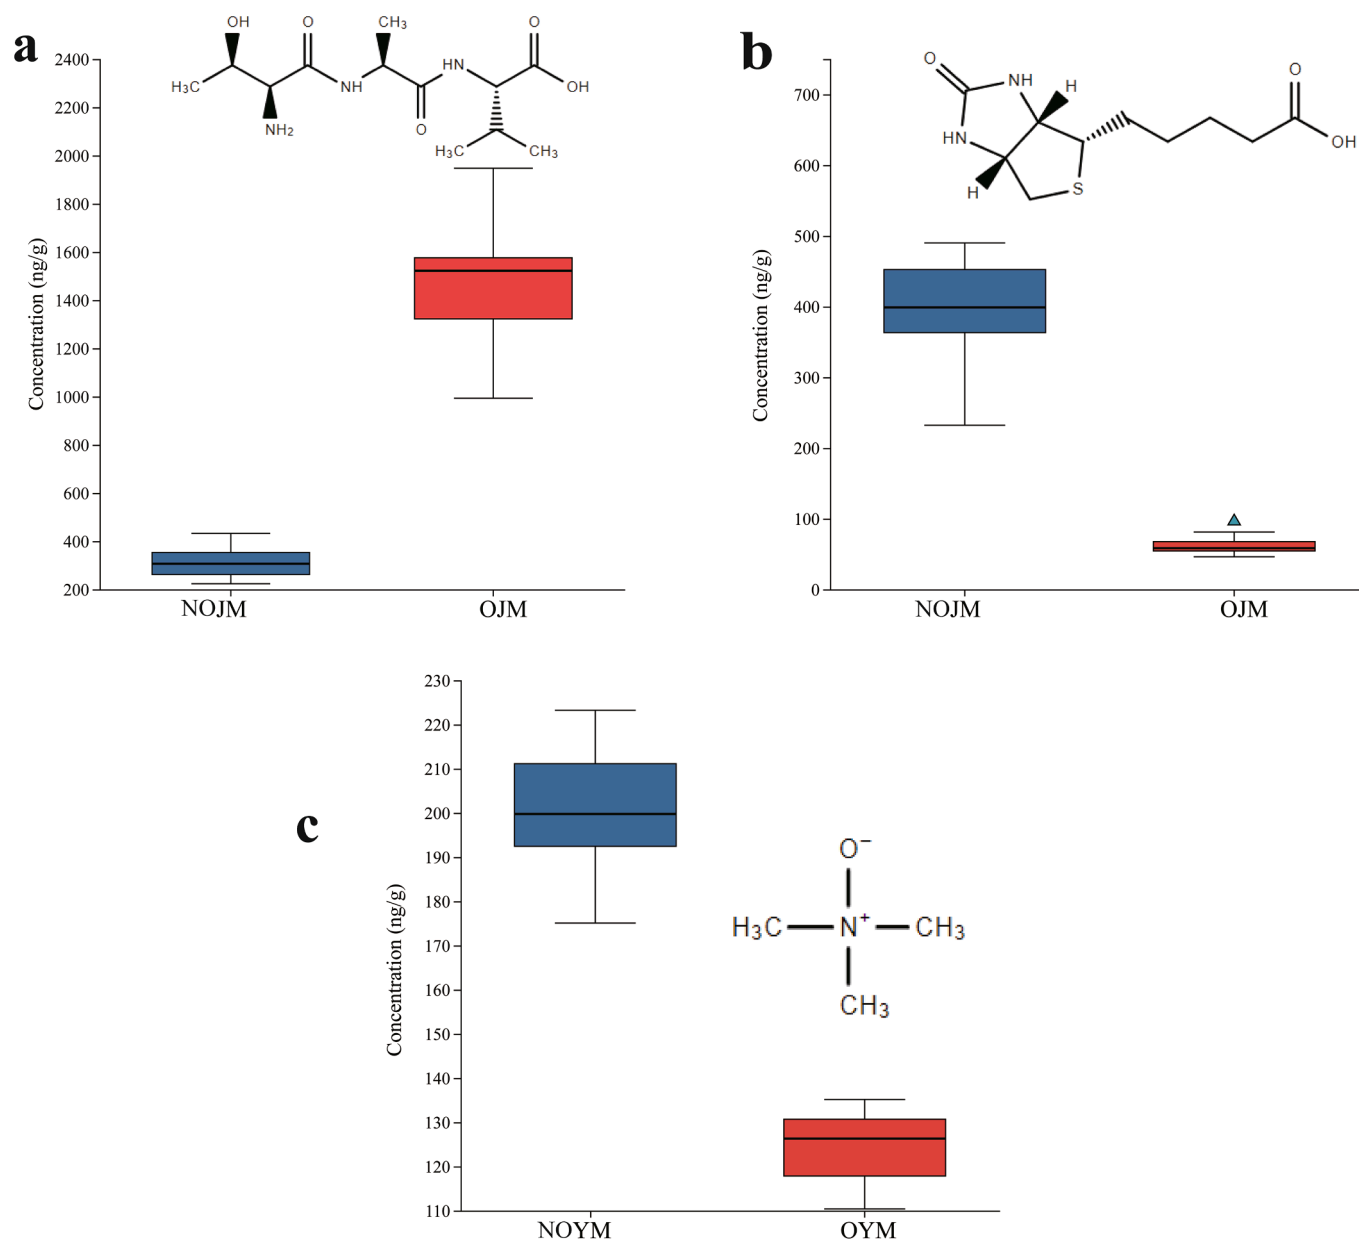 a
OH
O
CH3
O
H3C
NH
HN
OH
NH2
O
H3C
CH3
2400
2200
2000
1800
1600
1400
1200
1000
800
600
400
200
Concentration (ng/g)
NOJM
OJM
b
O
NH
H
O
HN
OH
H
S
700
600
500
400
300
200
100
0
Concentration (ng/g)
NOJM
OJM
c
230
220
210
200
190
180
170
160
150
140
130
120
110
Concentration (ng/g)
O−
H3C
N+
CH3
CH3
NOYM
OYM